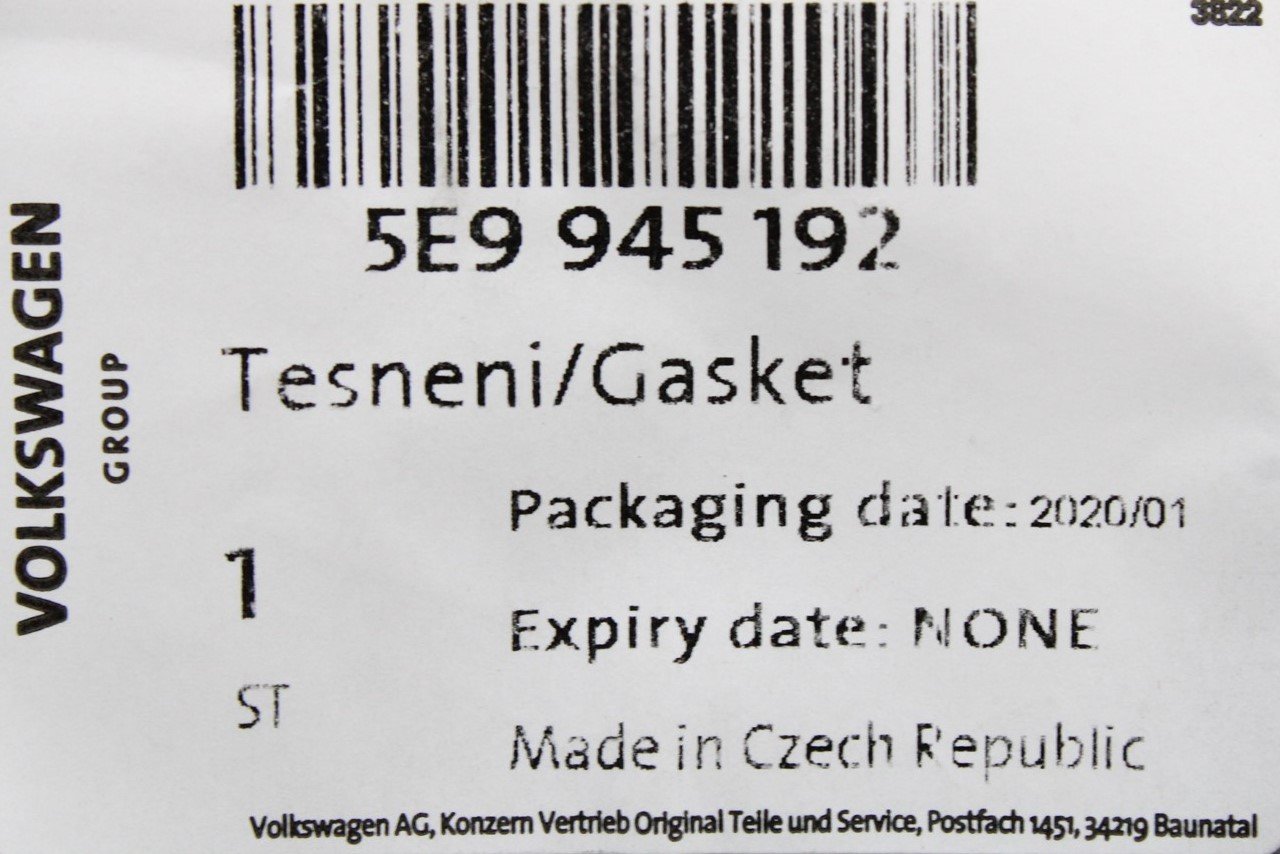 3822
5E9 945 192
VOLKSWAGEN
GROUP
Tesneni/Gasket
Packaging date: 2020/01
1
Expiry date: NONE
ST
Made in Czech Republic
Volkswagen AG, Konzern Vertrieb Original Teile und Service, Postfach 1451, 34219 Baunatal